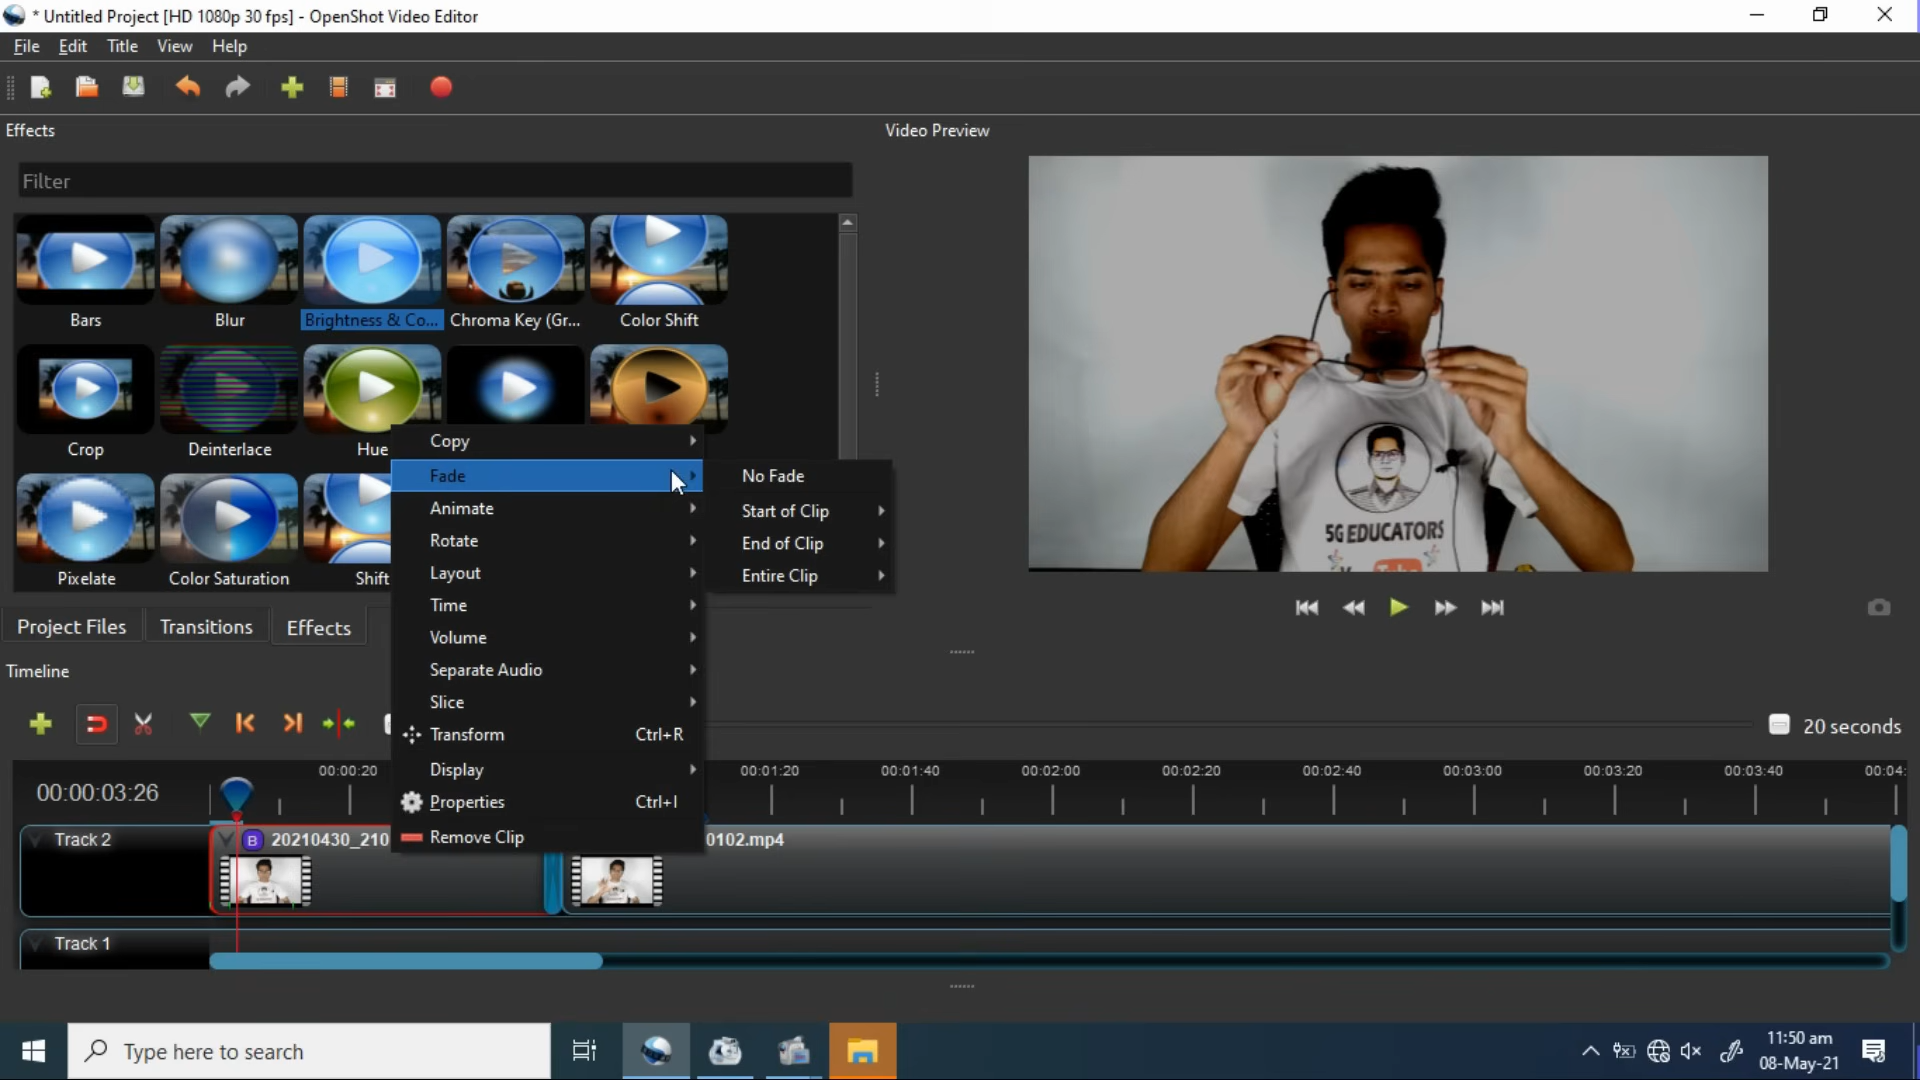 * Untitled Project [HD 1080p 30 fps] - OpenShot Video Editor
File Edit Title View Help
Effects
Video Preview
Filter
Bars
Blur
Brightness & Co...
Chroma Key (Gr...
Color Shift
Crop
Deinterlace
Hue
Pixelate
Color Saturation
Shift
Copy
Fade
Animate
Rotate
Layout
Time
Volume
Separate Audio
Slice
Transform Ctrl+R
Display
Properties Ctrl+I
Remove Clip
No Fade
Start of Clip
End of Clip
Entire Clip
5G EDUCATORS
Project Files
Transitions
Effects
Timeline
20 seconds
00:00:03:26
00:00:20
00:01:20
00:01:40
00:02:00
00:02:20
00:02:40
00:03:00
00:03:20
00:03:40
00:04:
Track 2
B 20210430_210
0102.mp4
Track 1
Type here to search
11:50 am
08-May-21